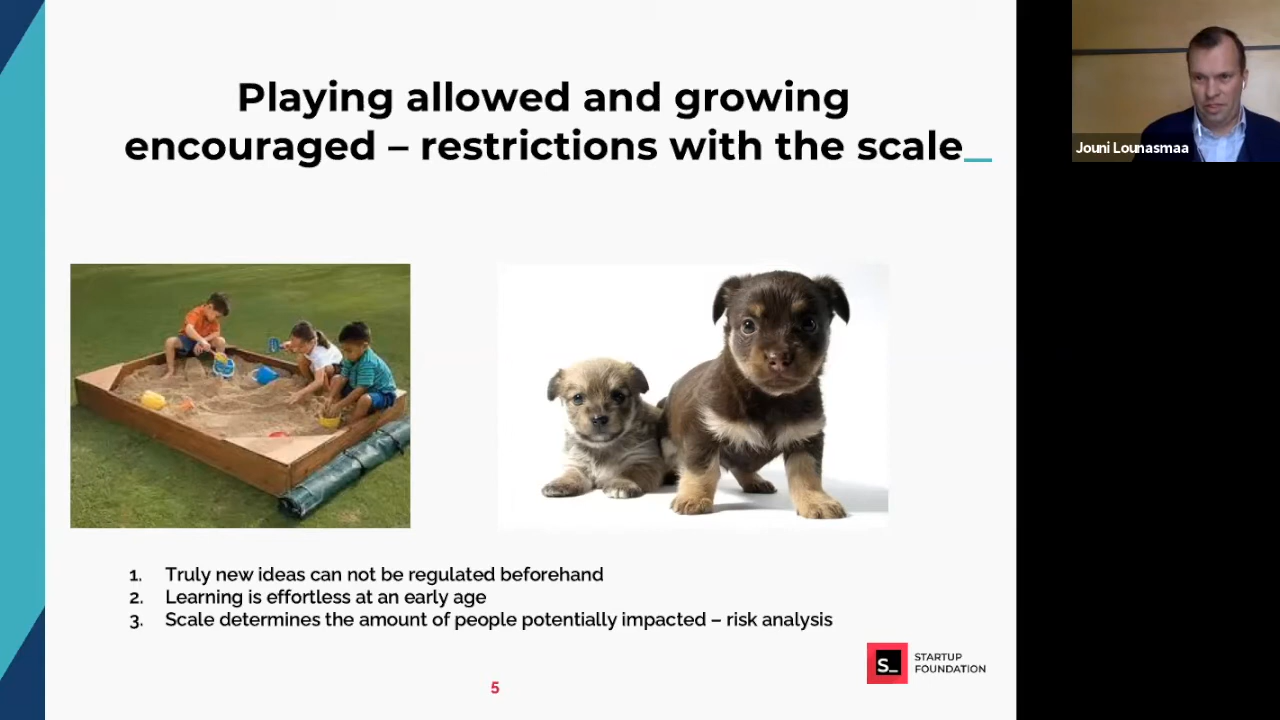 Playing allowed and growing
encouraged – restrictions with the scale_
Jouni Lounasmaa
1. Truly new ideas can not be regulated beforehand
2. Learning is effortless at an early age
3. Scale determines the amount of people potentially impacted – risk analysis
S_
STARTUP
FOUNDATION
5